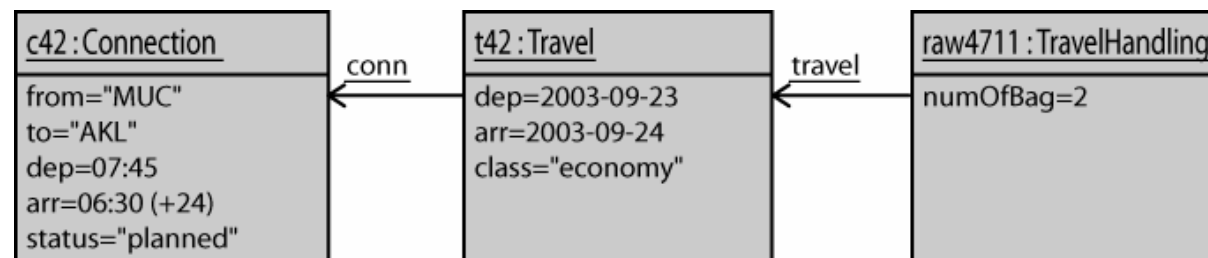 c42 : Connection
from="MUC"
to="AKL"
dep=07:45
arr=06:30 (+24)
status="planned"
conn
t42 : Travel
dep=2003-09-23
arr=2003-09-24
class="economy"
travel
raw4711 : TravelHandling
numOfBag=2